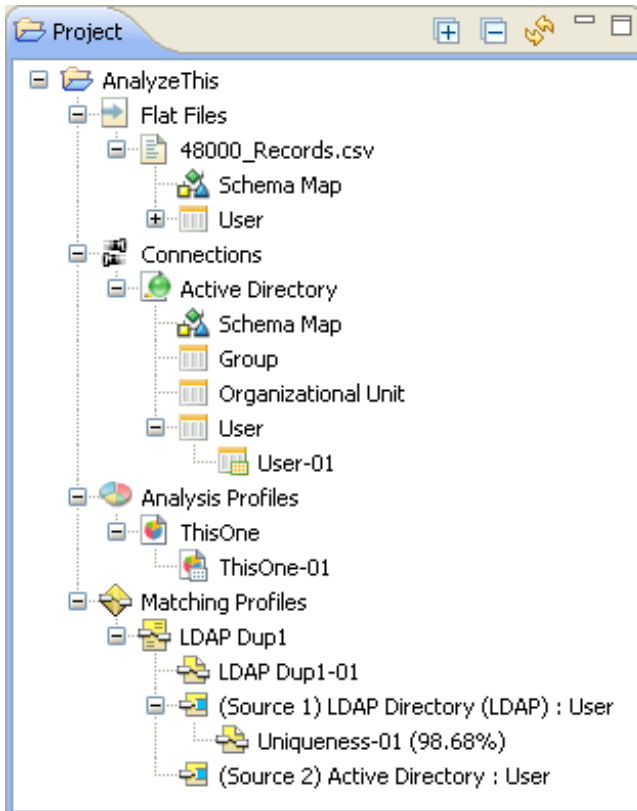 Project
AnalyzeThis
Flat Files
48000_Records.csv
Schema Map
User
Connections
Active Directory
Schema Map
Group
Organizational Unit
User
User-01
Analysis Profiles
ThisOne
ThisOne-01
Matching Profiles
LDAP Dup1
LDAP Dup1-01
(Source 1) LDAP Directory (LDAP) : User
Uniqueness-01 (98.68%)
(Source 2) Active Directory : User